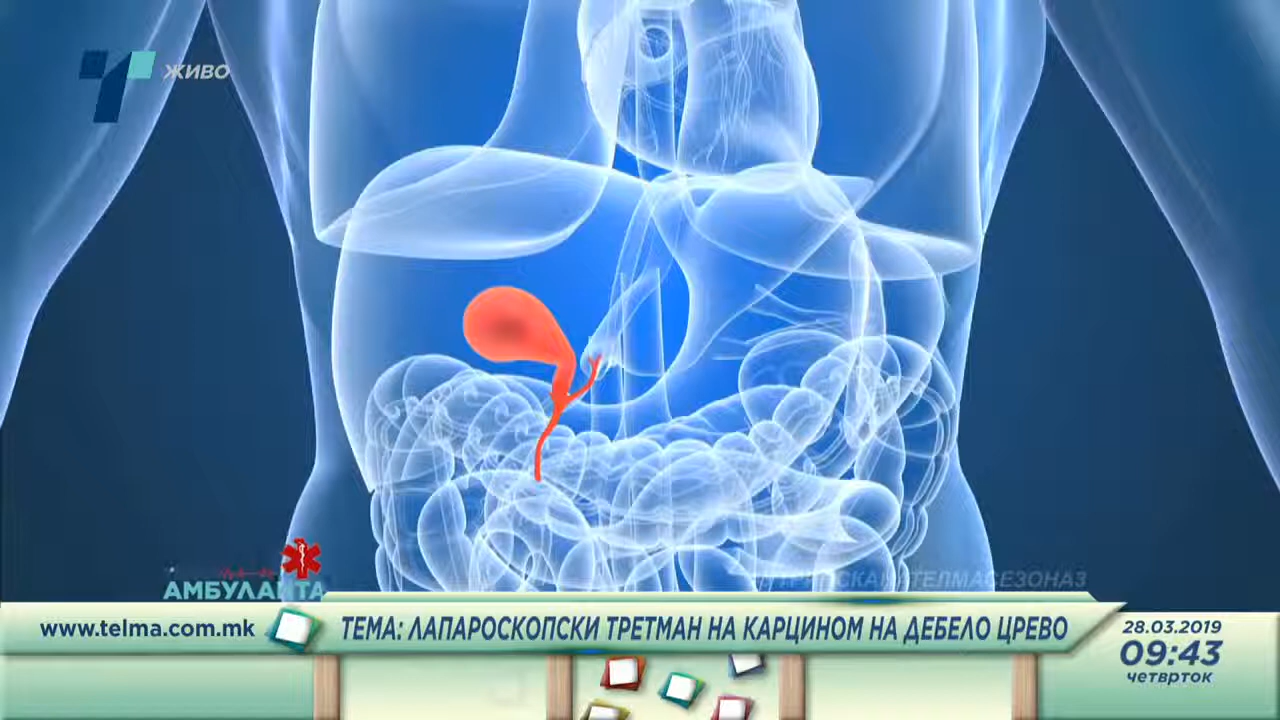 ЖИВО
АМБУЛАНТА
www.telma.com.mk
ТЕМА: ЛАПАРОСКОПСКИ ТРЕТМАН НА КАРЦИНОМ НА ДЕБЕЛО ЦРЕВО
28.03.2019
09:43
четврток